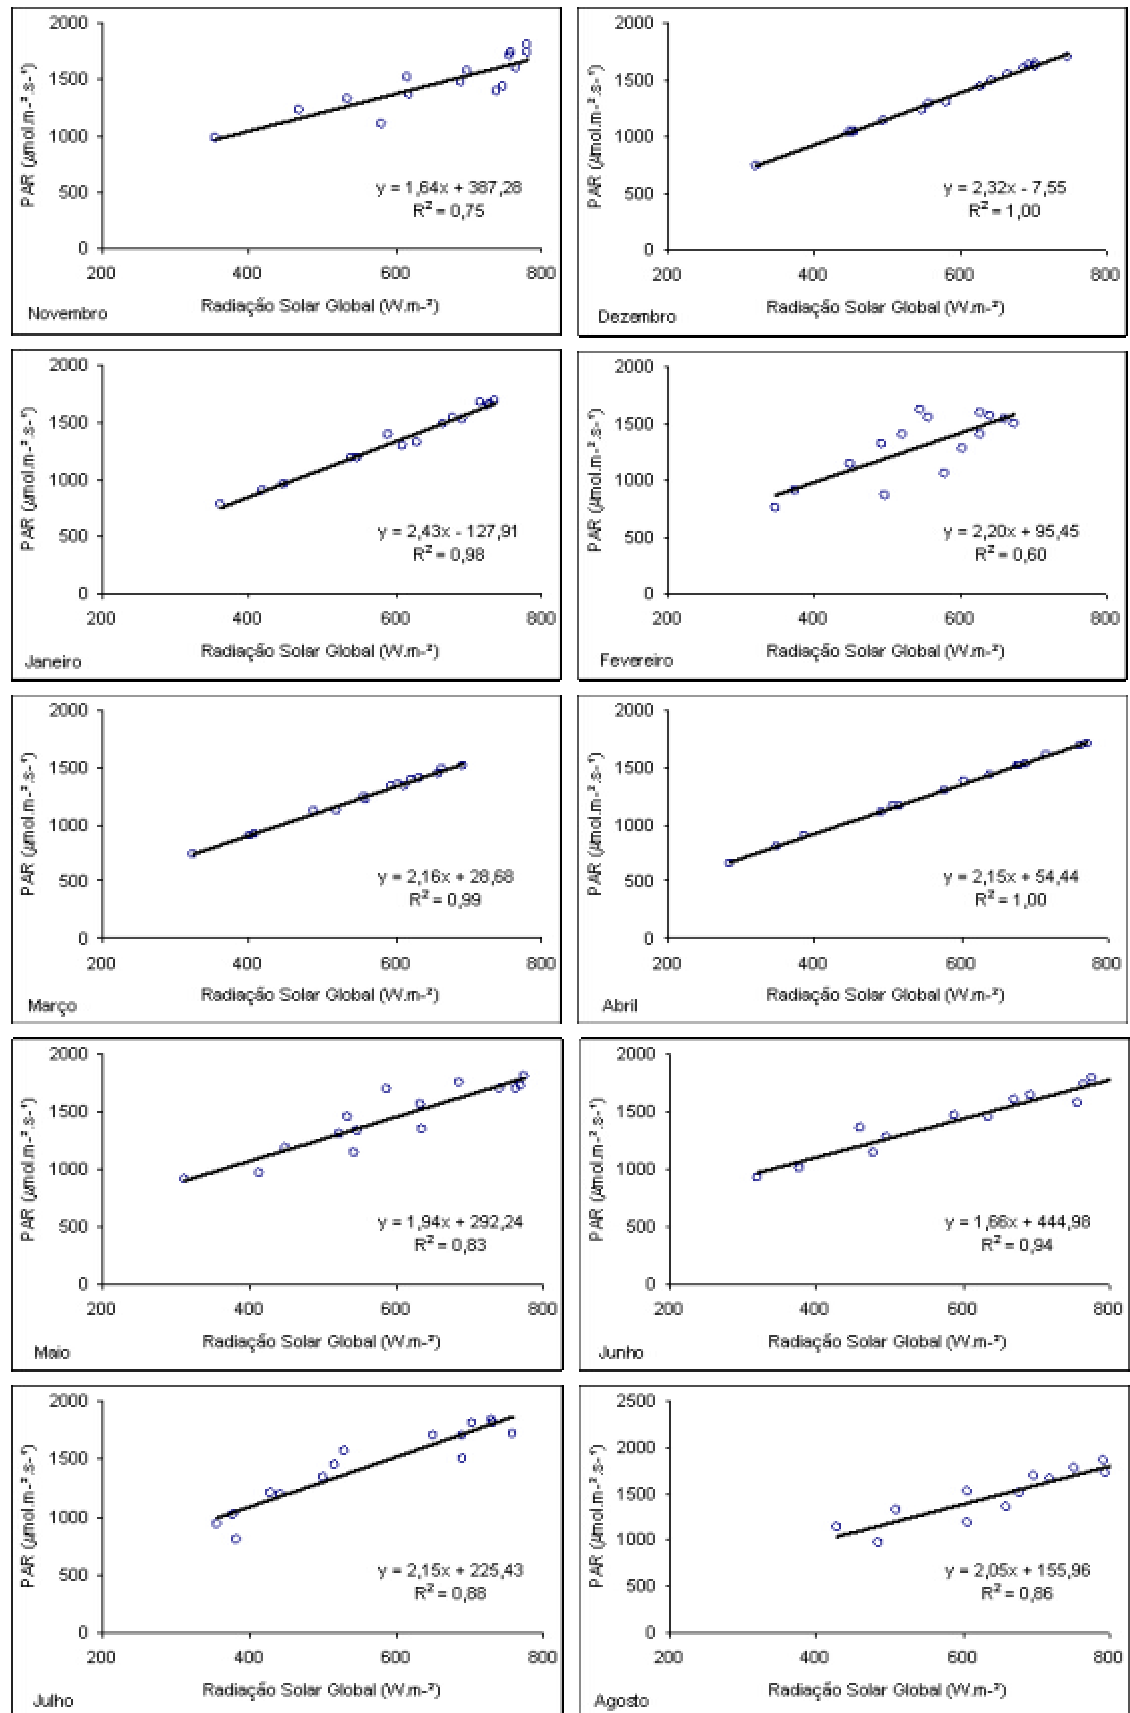 2000
1500
1000
500
0
PAR (µmol.m-².s-¹)
y = 1,64x + 387,28
R² = 0,75
200 400 600 800
Radiação Solar Global (W.m-²)
Novembro
2000
1500
1000
500
0
PAR (µmol.m-².s-¹)
y = 2,32x - 7,55
R² = 1,00
200 400 600 800
Radiação Solar Global (W.m-²)
Dezembro
2000
1500
1000
500
0
PAR (µmol.m-².s-¹)
y = 2,43x - 127,91
R² = 0,98
200 400 600 800
Radiação Solar Global (W.m-²)
Janeiro
2000
1500
1000
500
0
PAR (µmol.m-².s-¹)
y = 2,20x + 95,45
R² = 0,60
200 400 600 800
Radiação Solar Global (W.m-²)
Fevereiro
2000
1500
1000
500
0
PAR (µmol.m-².s-¹)
y = 2,16x + 28,68
R² = 0,99
200 400 600 800
Radiação Solar Global (W.m-²)
Março
2000
1500
1000
500
0
PAR (µmol.m-².s-¹)
y = 2,15x + 54,44
R² = 1,00
200 400 600 800
Radiação Solar Global (W.m-²)
Abril
2000
1500
1000
500
0
PAR (µmol.m-².s-¹)
y = 1,94x + 292,24
R² = 0,83
200 400 600 800
Radiação Solar Global (W.m-²)
Maio
2000
1500
1000
500
0
PAR (µmol.m-².s-¹)
y = 1,66x + 444,98
R² = 0,94
200 400 600 800
Radiação Solar Global (W.m-²)
Junho
2000
1500
1000
500
0
PAR (µmol.m-².s-¹)
y = 2,15x + 225,43
R² = 0,88
200 400 600 800
Radiação Solar Global (W.m-²)
Julho
2500
2000
1500
1000
500
0
PAR (µmol.m-².s-¹)
y = 2,05x + 155,96
R² = 0,86
200 400 600 800
Radiação Solar Global (W.m-²)
Agosto